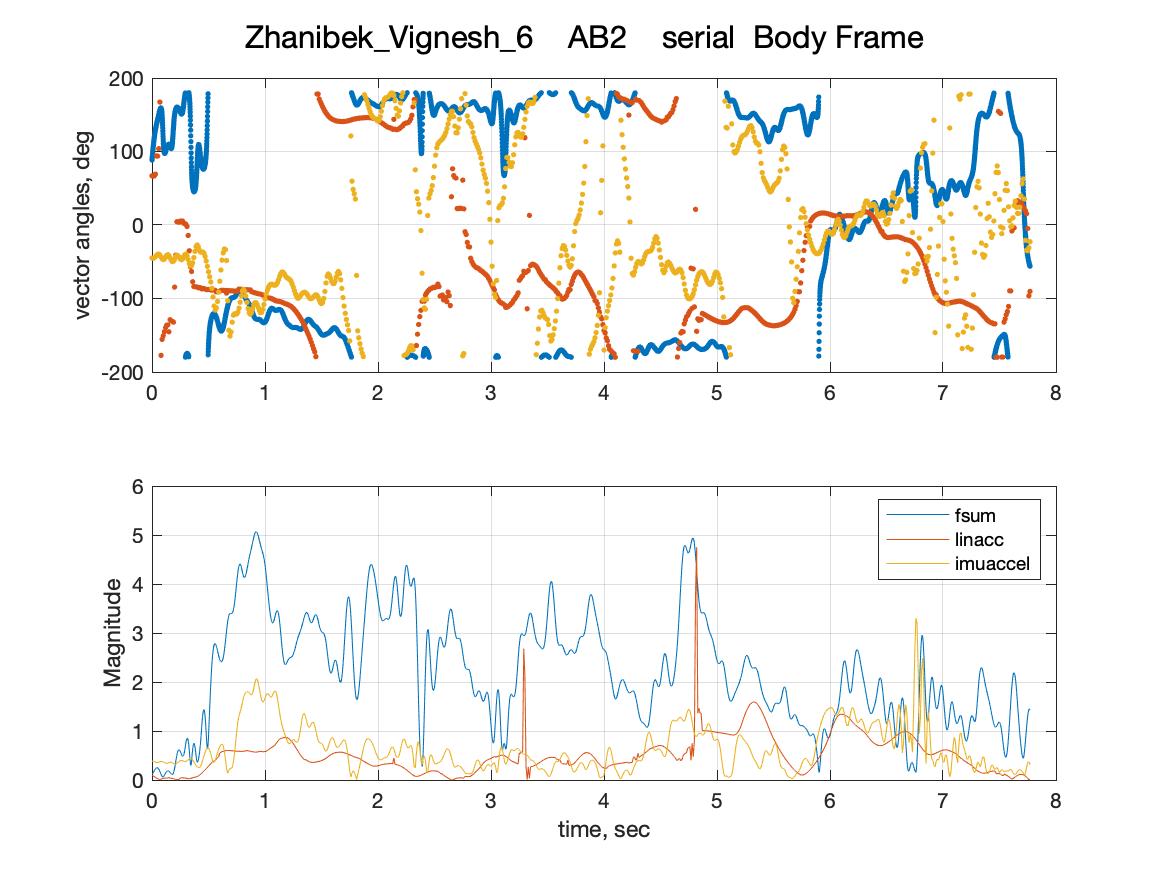 Zhanibek_Vignesh_6 AB2 serial Body Frame
200
100
0
-100
-200
vector angles, deg
0 1 2 3 4 5 6 7 8
6
5
4
3
2
1
0
Magnitude
fsum
linacc
imuaccel
0 1 2 3 4 5 6 7 8
time, sec